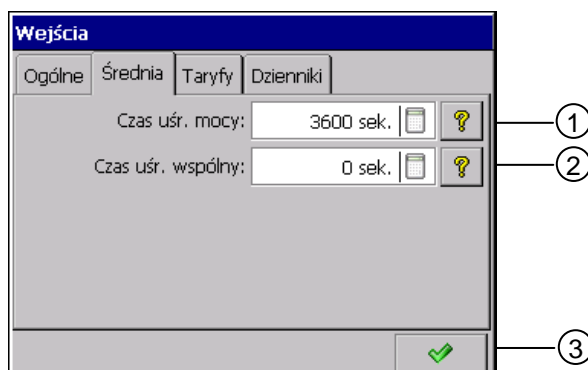 Wejścia
Ogólne Średnia Taryfy Dzienniki
Czas uśr. mocy: 3600 sek. ? 1
Czas uśr. wspólny: 0 sek. ? 2
3